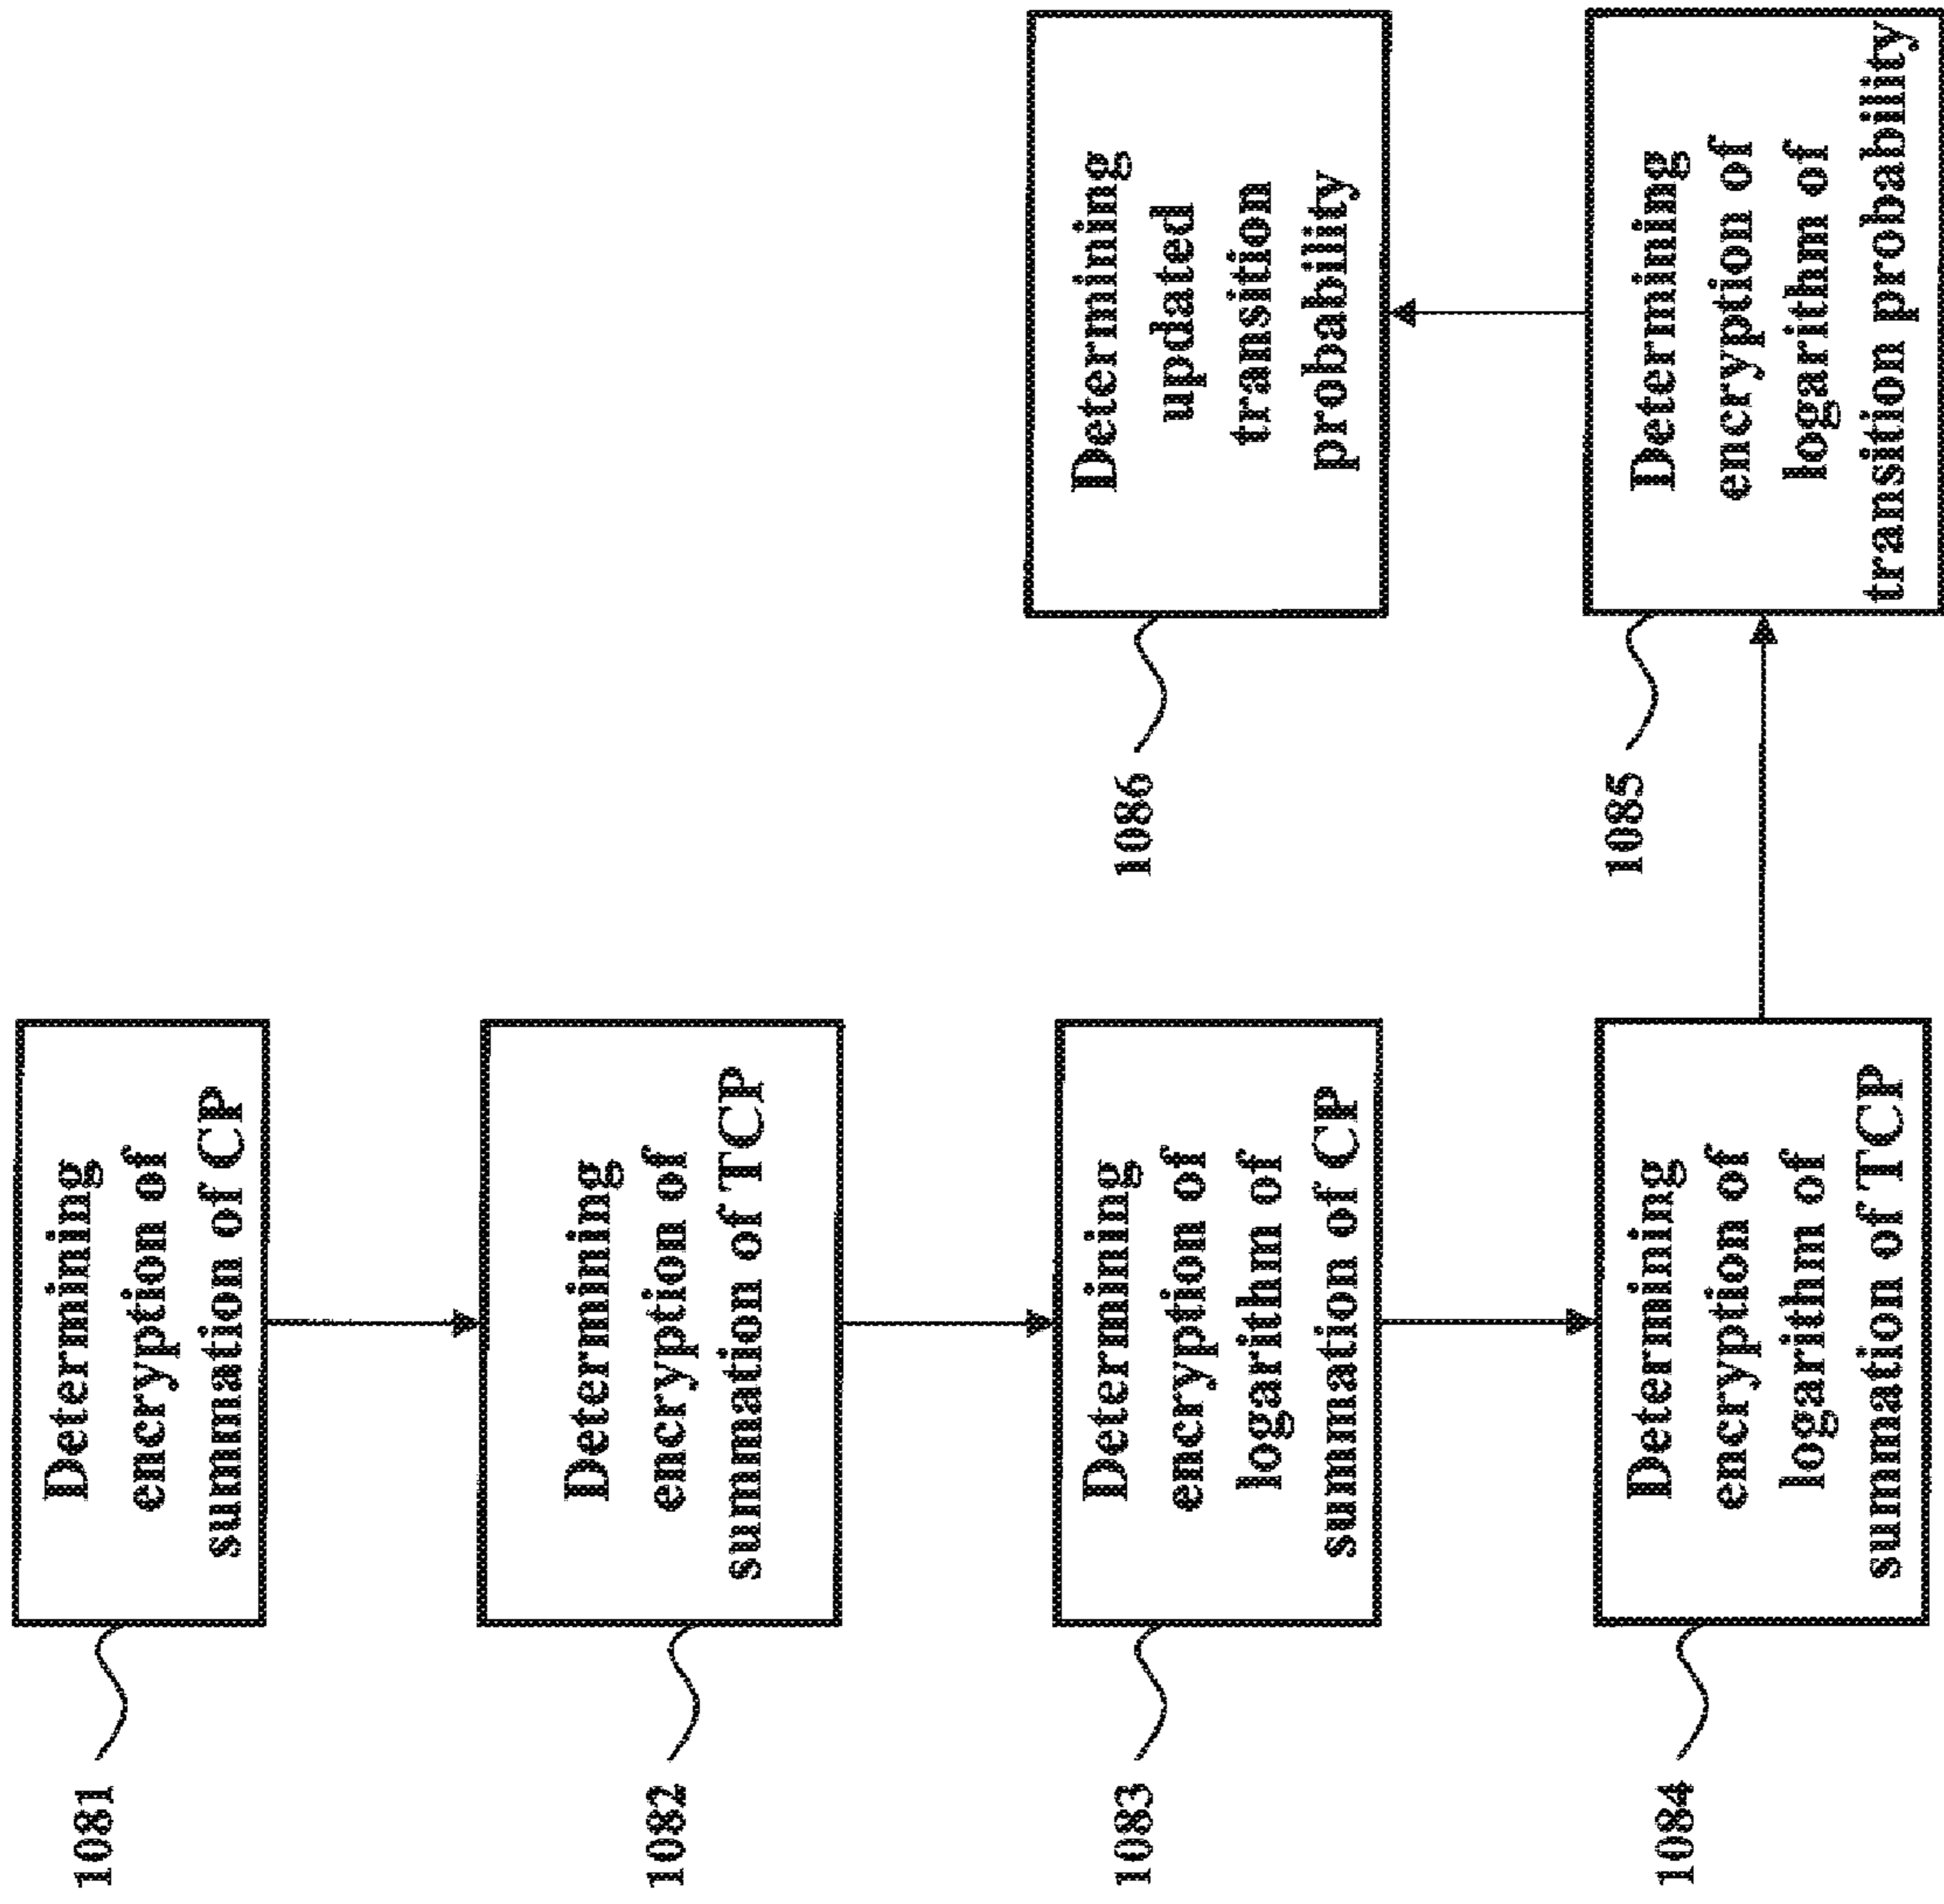 1081
Determining
encryption of
summation of CP
1082
Determining
encryption of
summation of TCP
1083
Determining
encryption of
logarithm of
summation of CP
1084
Determining
encryption of
logarithm of
summation of TCP
1085
Determining
encryption of
logarithm of
transition probability
1086
Determining
updated
transition
probability